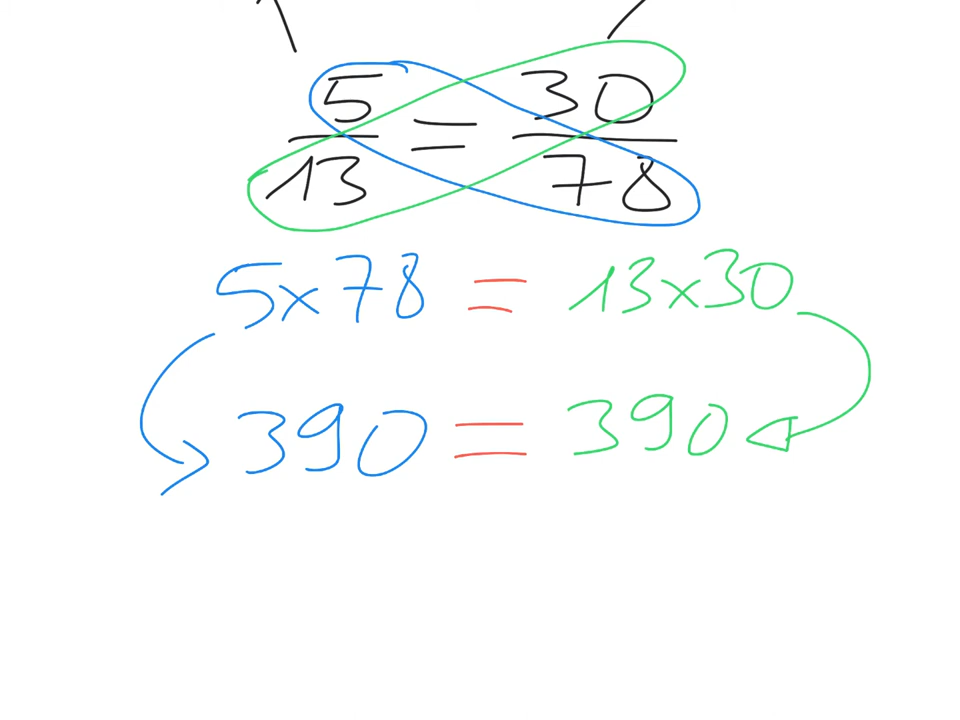 5 = 30
13 78
5x78 = 13x30
390 = 390